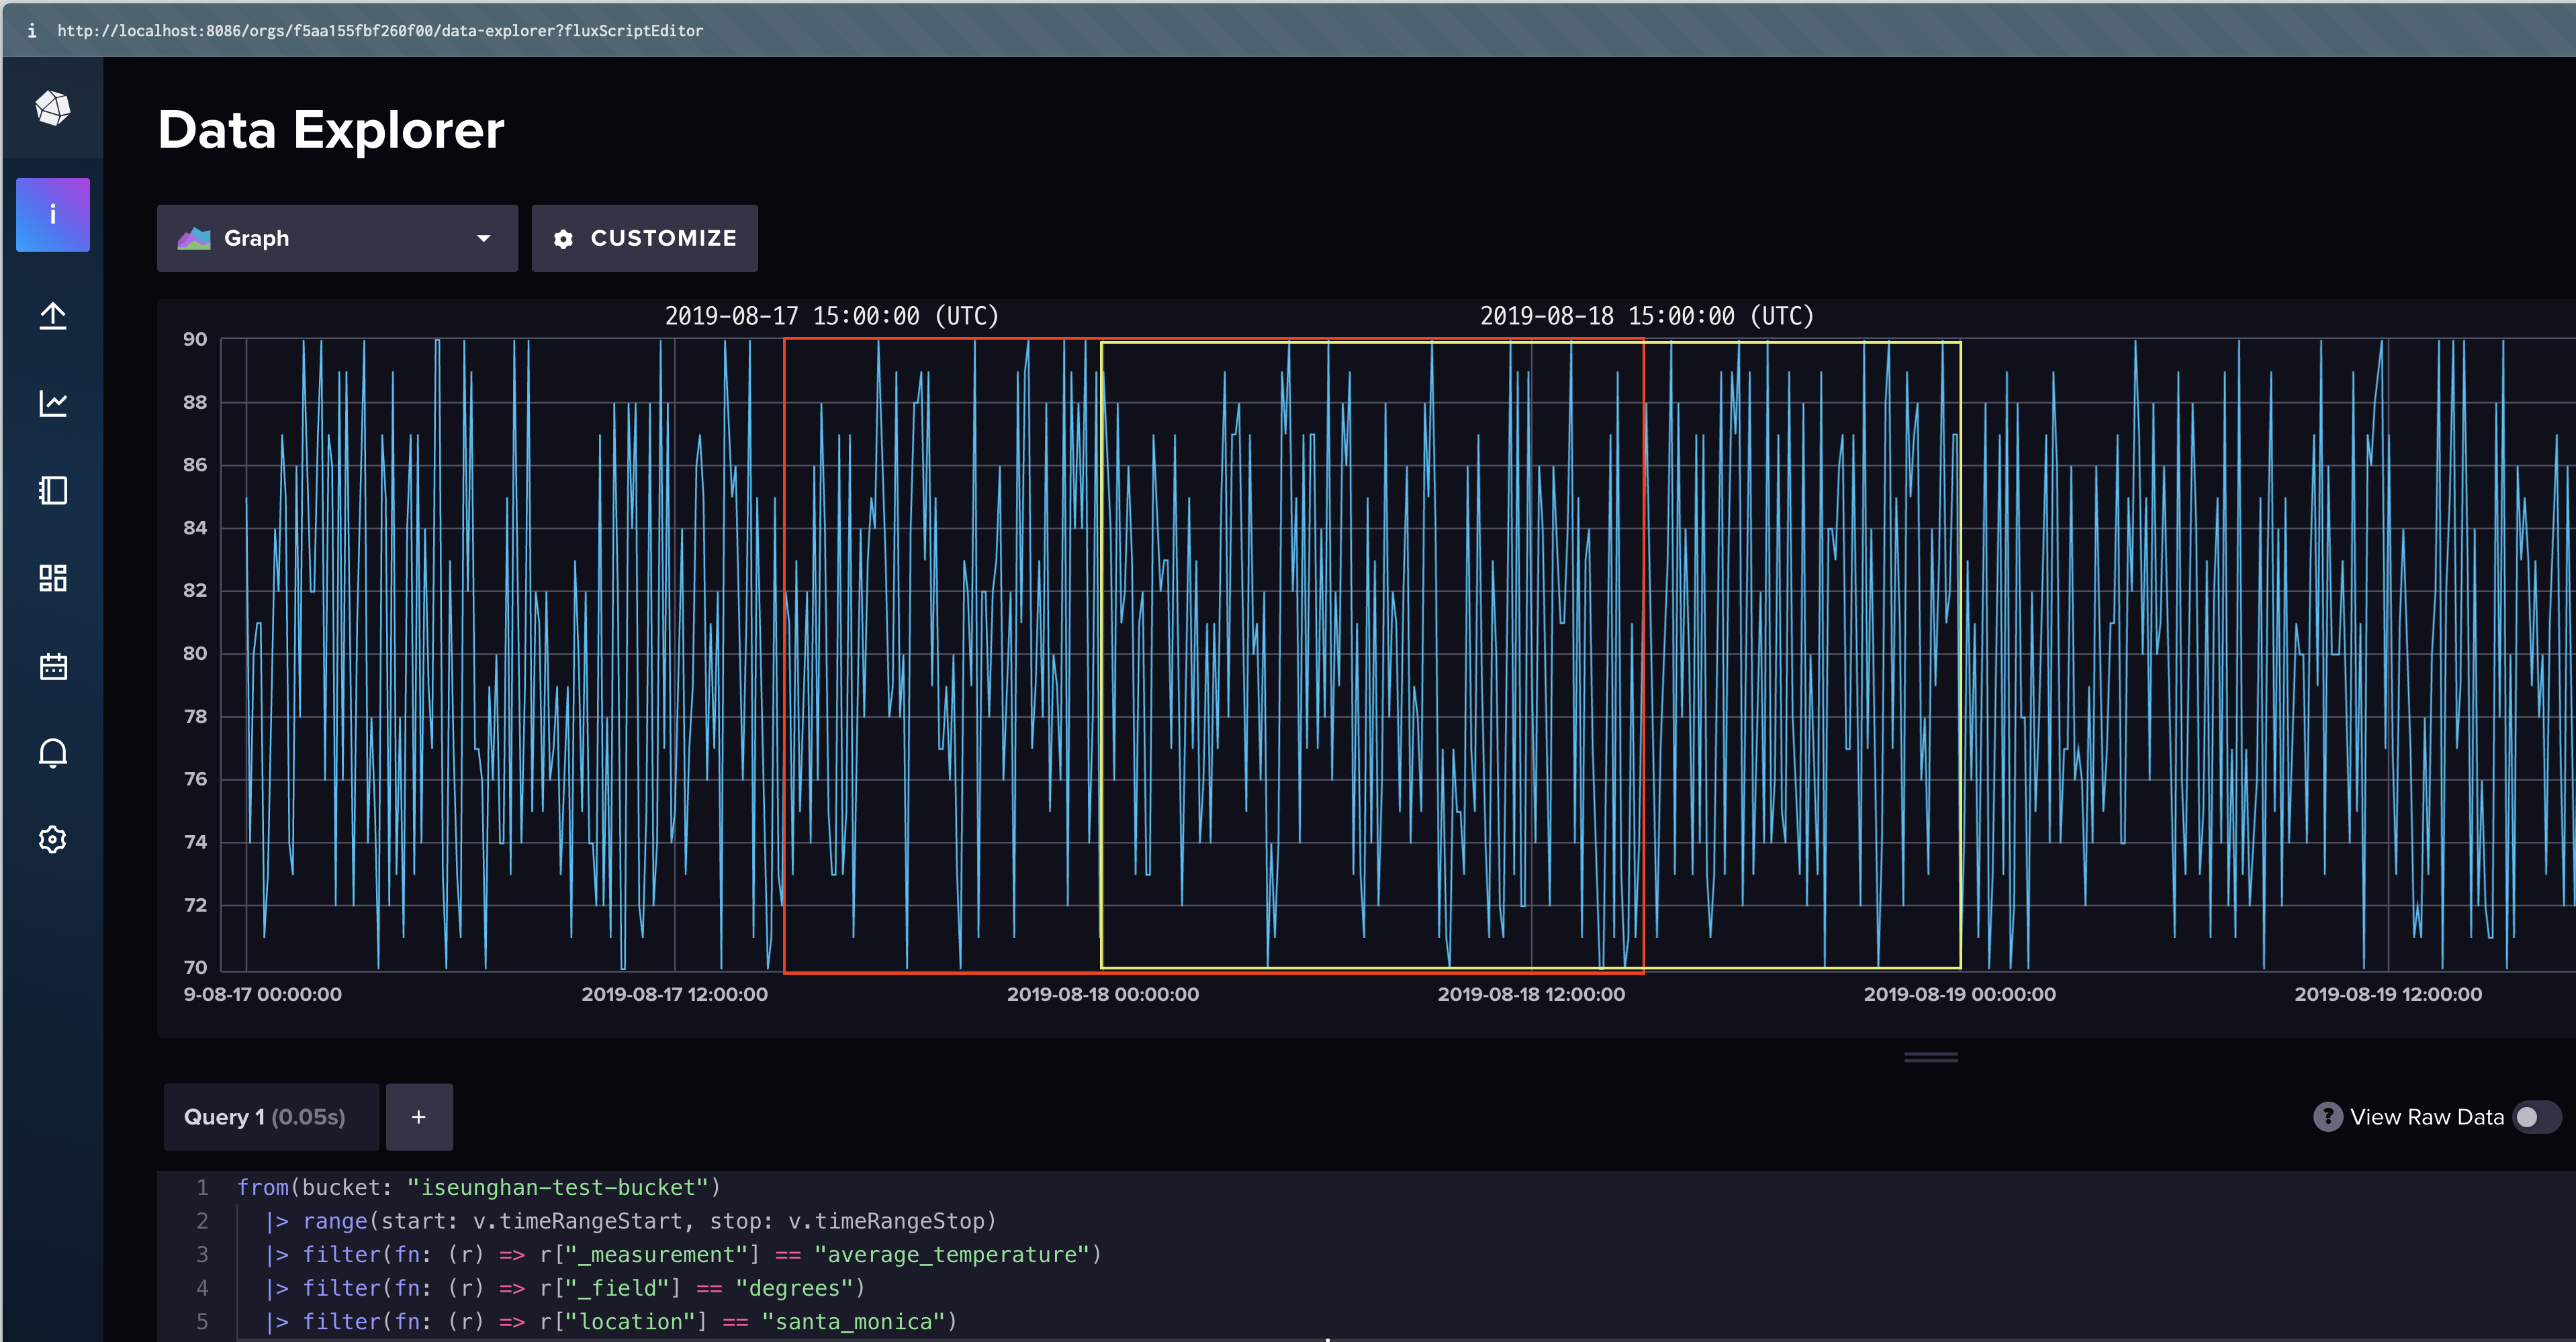 i http://localhost:8086/orgs/f5aa155fbf260f00/data-explorer?fluxScriptEditor
Data Explorer
i
Graph
CUSTOMIZE
2019-08-17 15:00:00 (UTC)
2019-08-18 15:00:00 (UTC)
90
88
86
84
82
80
78
76
74
72
70
9-08-17 00:00:00
2019-08-17 12:00:00
2019-08-18 00:00:00
2019-08-18 12:00:00
2019-08-19 00:00:00
2019-08-19 12:00:00
Query 1 (0.05s)
+
? View Raw Data
1 from(bucket: "iseunghan-test-bucket")
2 |> range(start: v.timeRangeStart, stop: v.timeRangeStop)
3 |> filter(fn: (r) => r["_measurement"] == "average_temperature")
4 |> filter(fn: (r) => r["_field"] == "degrees")
5 |> filter(fn: (r) => r["location"] == "santa_monica")